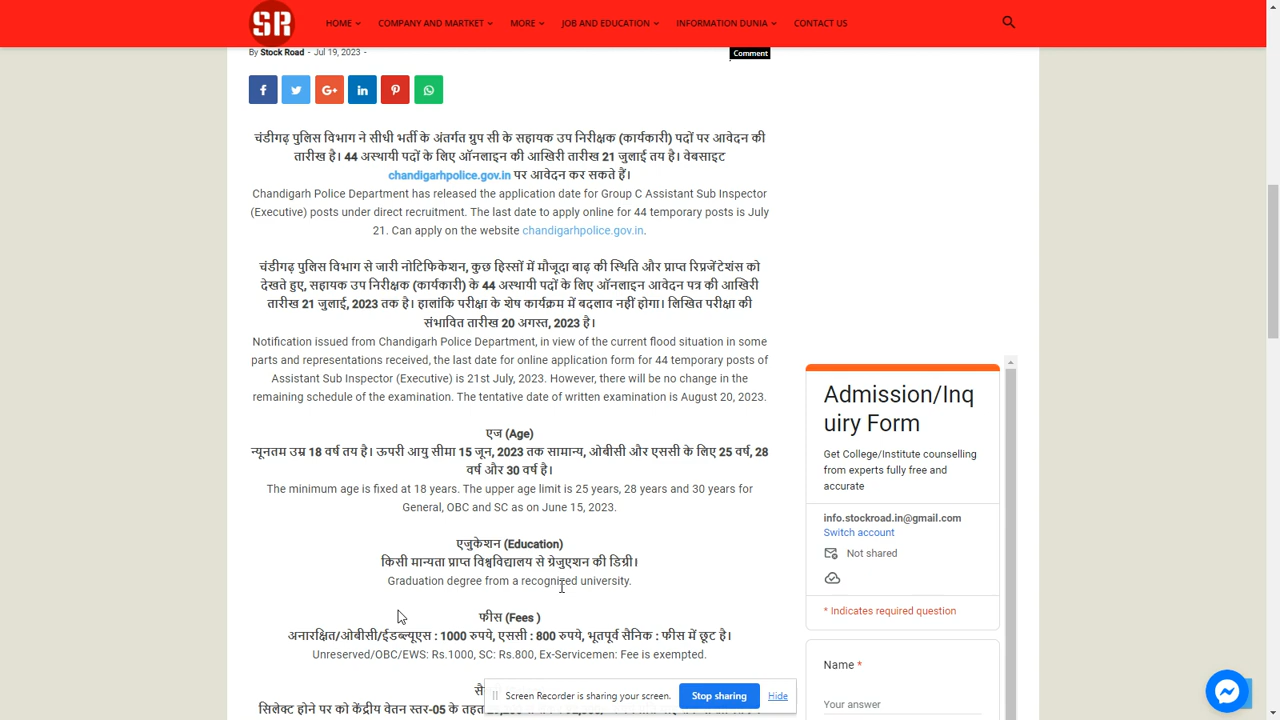 SR
HOME
COMPANY AND MARTKET
MORE
JOB AND EDUCATION
INFORMATION DUNIA
CONTACT US
By Stock Road - Jul 19, 2023 -
Comment
चंडीगढ़ पुलिस विभाग ने सीधी भर्ती के अंतर्गत ग्रुप सी के सहायक उप निरीक्षक (कार्यकारी) पदों पर आवेदन की
तारीख है। 44 अस्थायी पदों के लिए ऑनलाइन की आखिरी तारीख 21 जुलाई तय है। वेबसाइट
chandigarhpolice.gov.in पर आवेदन कर सकते हैं।
Chandigarh Police Department has released the application date for Group C Assistant Sub Inspector
(Executive) posts under direct recruitment. The last date to apply online for 44 temporary posts is July
21. Can apply on the website chandigarhpolice.gov.in.
चंडीगढ़ पुलिस विभाग से जारी नोटिफिकेशन, कुछ हिस्सों में मौजूदा बाढ़ की स्थिति और प्राप्त रिप्रजेंटेशंस को
देखते हुए, सहायक उप निरीक्षक (कार्यकारी) के 44 अस्थायी पदों के लिए ऑनलाइन आवेदन पत्र की आखिरी
तारीख 21 जुलाई, 2023 तक है। हालांकि परीक्षा के शेष कार्यक्रम में बदलाव नहीं होगा। लिखित परीक्षा की
संभावित तारीख 20 अगस्त, 2023 है।
Notification issued from Chandigarh Police Department, in view of the current flood situation in some
parts and representations received, the last date for online application form for 44 temporary posts of
Assistant Sub Inspector (Executive) is 21st July, 2023. However, there will be no change in the
remaining schedule of the examination. The tentative date of written examination is August 20, 2023.
एज (Age)
न्यूनतम उम्र 18 वर्ष तय है। ऊपरी आयु सीमा 15 जून, 2023 तक सामान्य, ओबीसी और एससी के लिए 25 वर्ष, 28
वर्ष और 30 वर्ष है।
The minimum age is fixed at 18 years. The upper age limit is 25 years, 28 years and 30 years for
General, OBC and SC as on June 15, 2023.
एजुकेशन (Education)
किसी मान्यता प्राप्त विश्वविद्यालय से ग्रेजुएशन की डिग्री।
Graduation degree from a recognized university.
फीस (Fees )
अनारक्षित/ओबीसी/ईडब्ल्यूएस : 1000 रुपये, एससी : 800 रुपये, भूतपूर्व सैनिक : फीस में छूट है।
Unreserved/OBC/EWS: Rs.1000, SC: Rs.800, Ex-Servicemen: Fee is exempted.
सिलेक्ट होने पर को केंद्रीय वेतन स्तर-05 के तहत
Screen Recorder is sharing your screen.
Stop sharing
Hide
Admission/Inq
uiry Form
Get College/Institute counselling
from experts fully free and
accurate
info.stockroad.in@gmail.com
Switch account
Not shared
* Indicates required question
Name *
Your answer